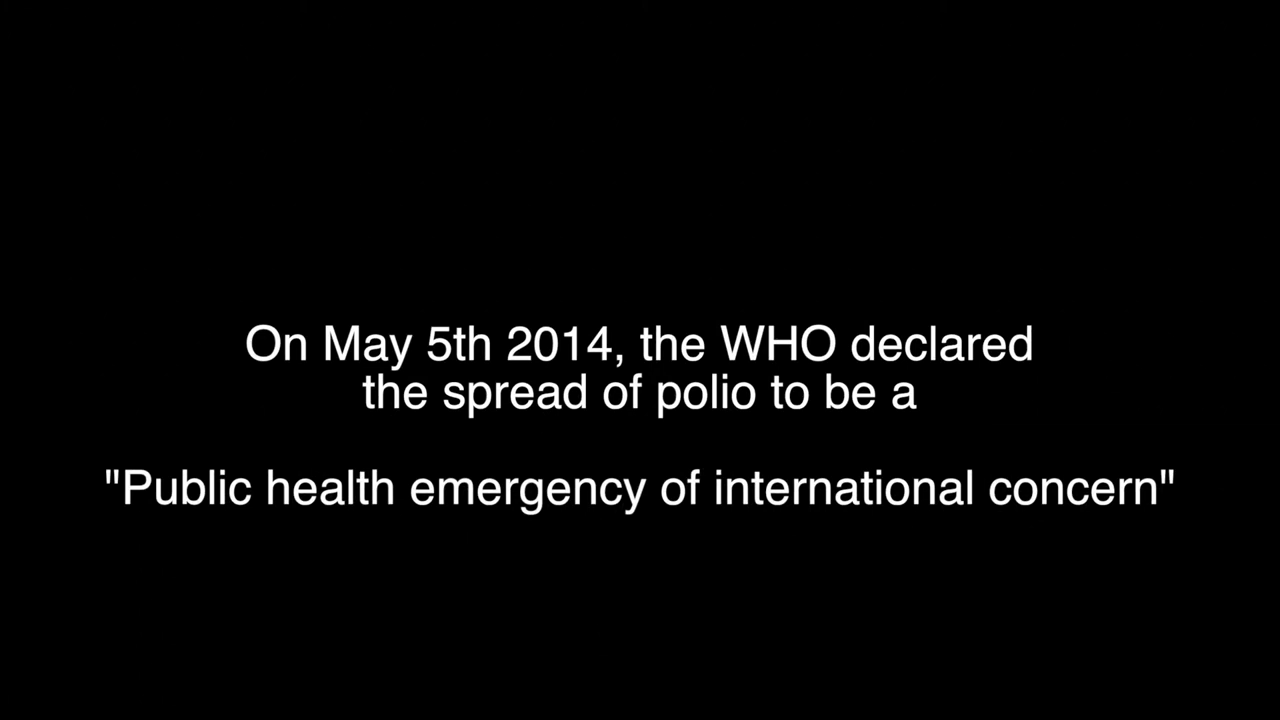 On May 5th 2014, the WHO declared
the spread of polio to be a
"Public health emergency of international concern"